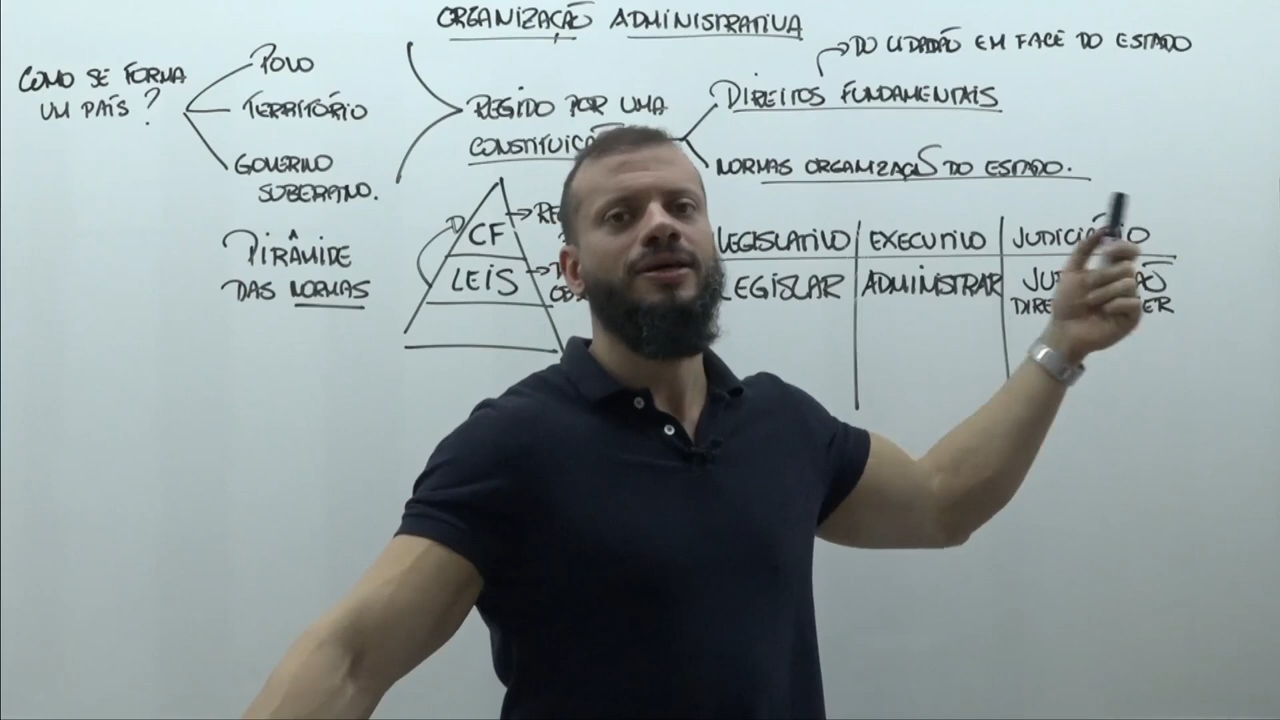 ORGANIZAÇÃO ADMINISTRATIVA
COMO SE FORMA
UM PAÍS?
POVO
TERRITÓRIO
GOVERNO
SOBERANO.
REGIDO POR UMA
DO CIDADÃO EM FACE DO ESTADO
DIREITOS FUNDAMENTAIS
NORMAS ORGANIZAÇÃO DO ESTADO.
PIRÂMIDE
DAS NORMAS
CF
LEIS
LEGISLATIVO EXECUTIVO
LEGISLAR ADMINISTRAR